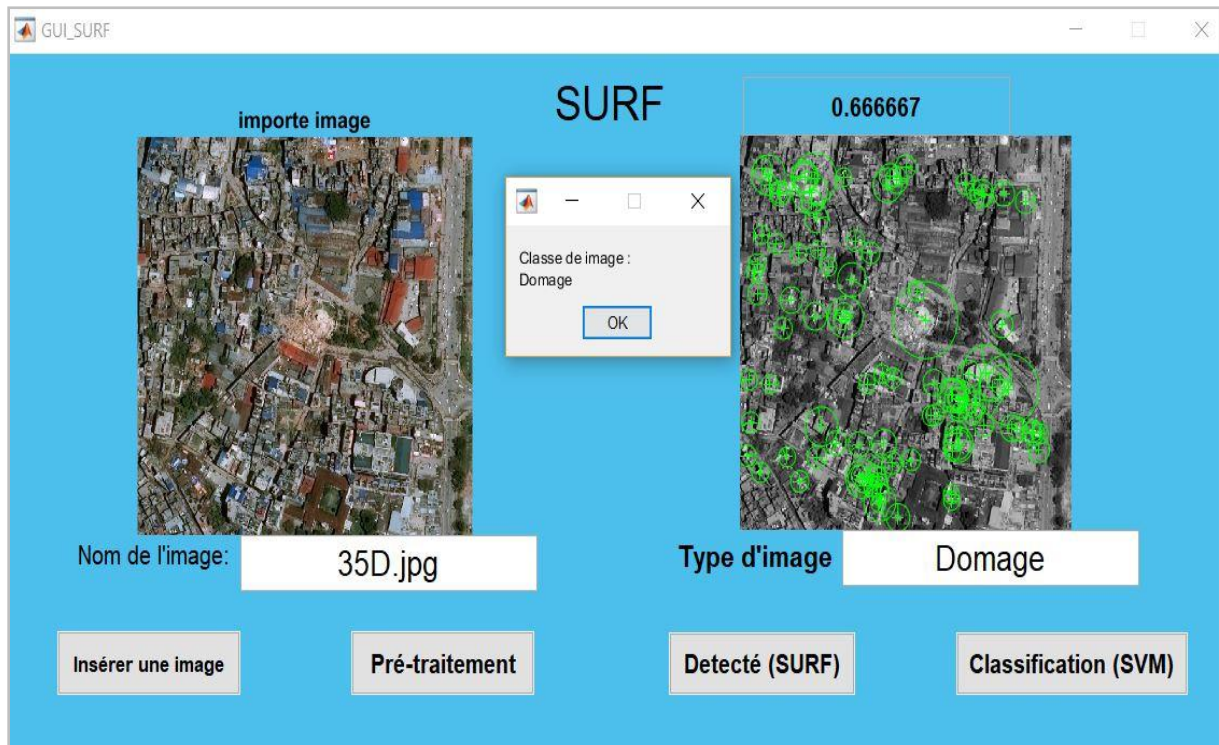 GUI_SURF
SURF
0.666667
importe image
Classe de image :
Domage
OK
Nom de l'image:
35D.jpg
Type d'image
Domage
Insérer une image
Pré-traitement
Detecté (SURF)
Classification (SVM)